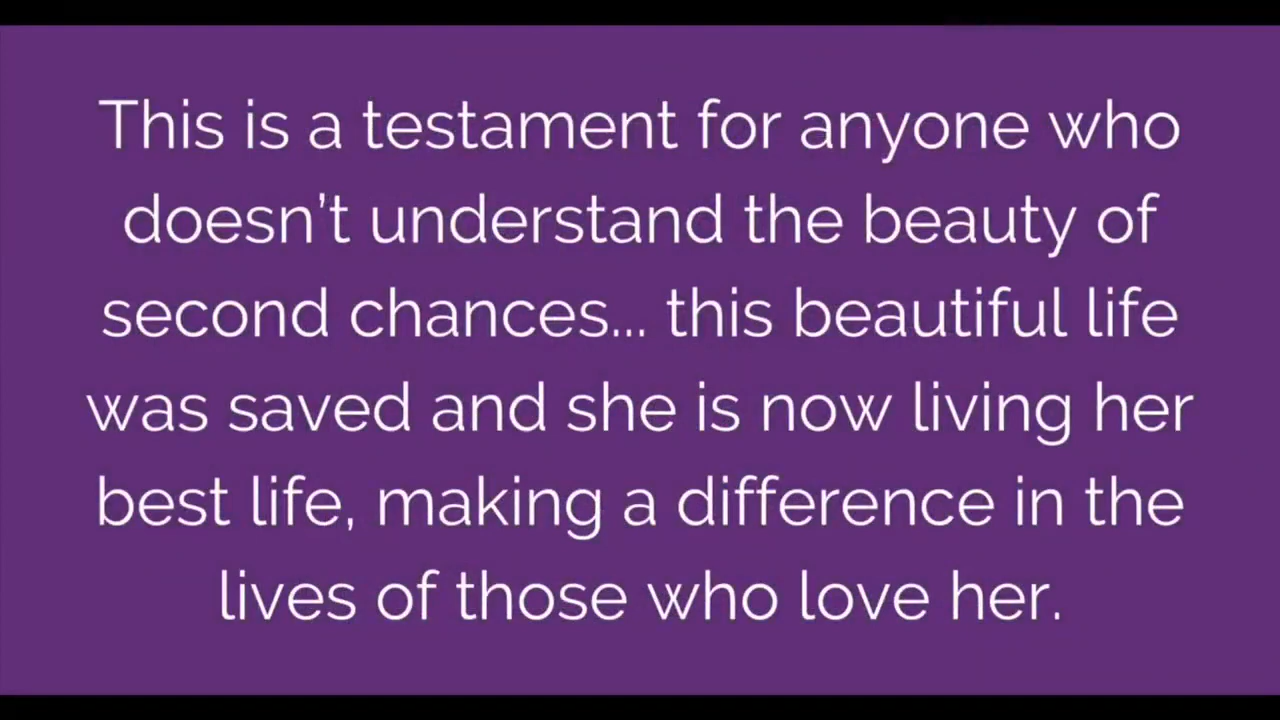 This is a testament for anyone who
doesn’t understand the beauty of
second chances... this beautiful life
was saved and she is now living her
best life, making a difference in the
lives of those who love her.